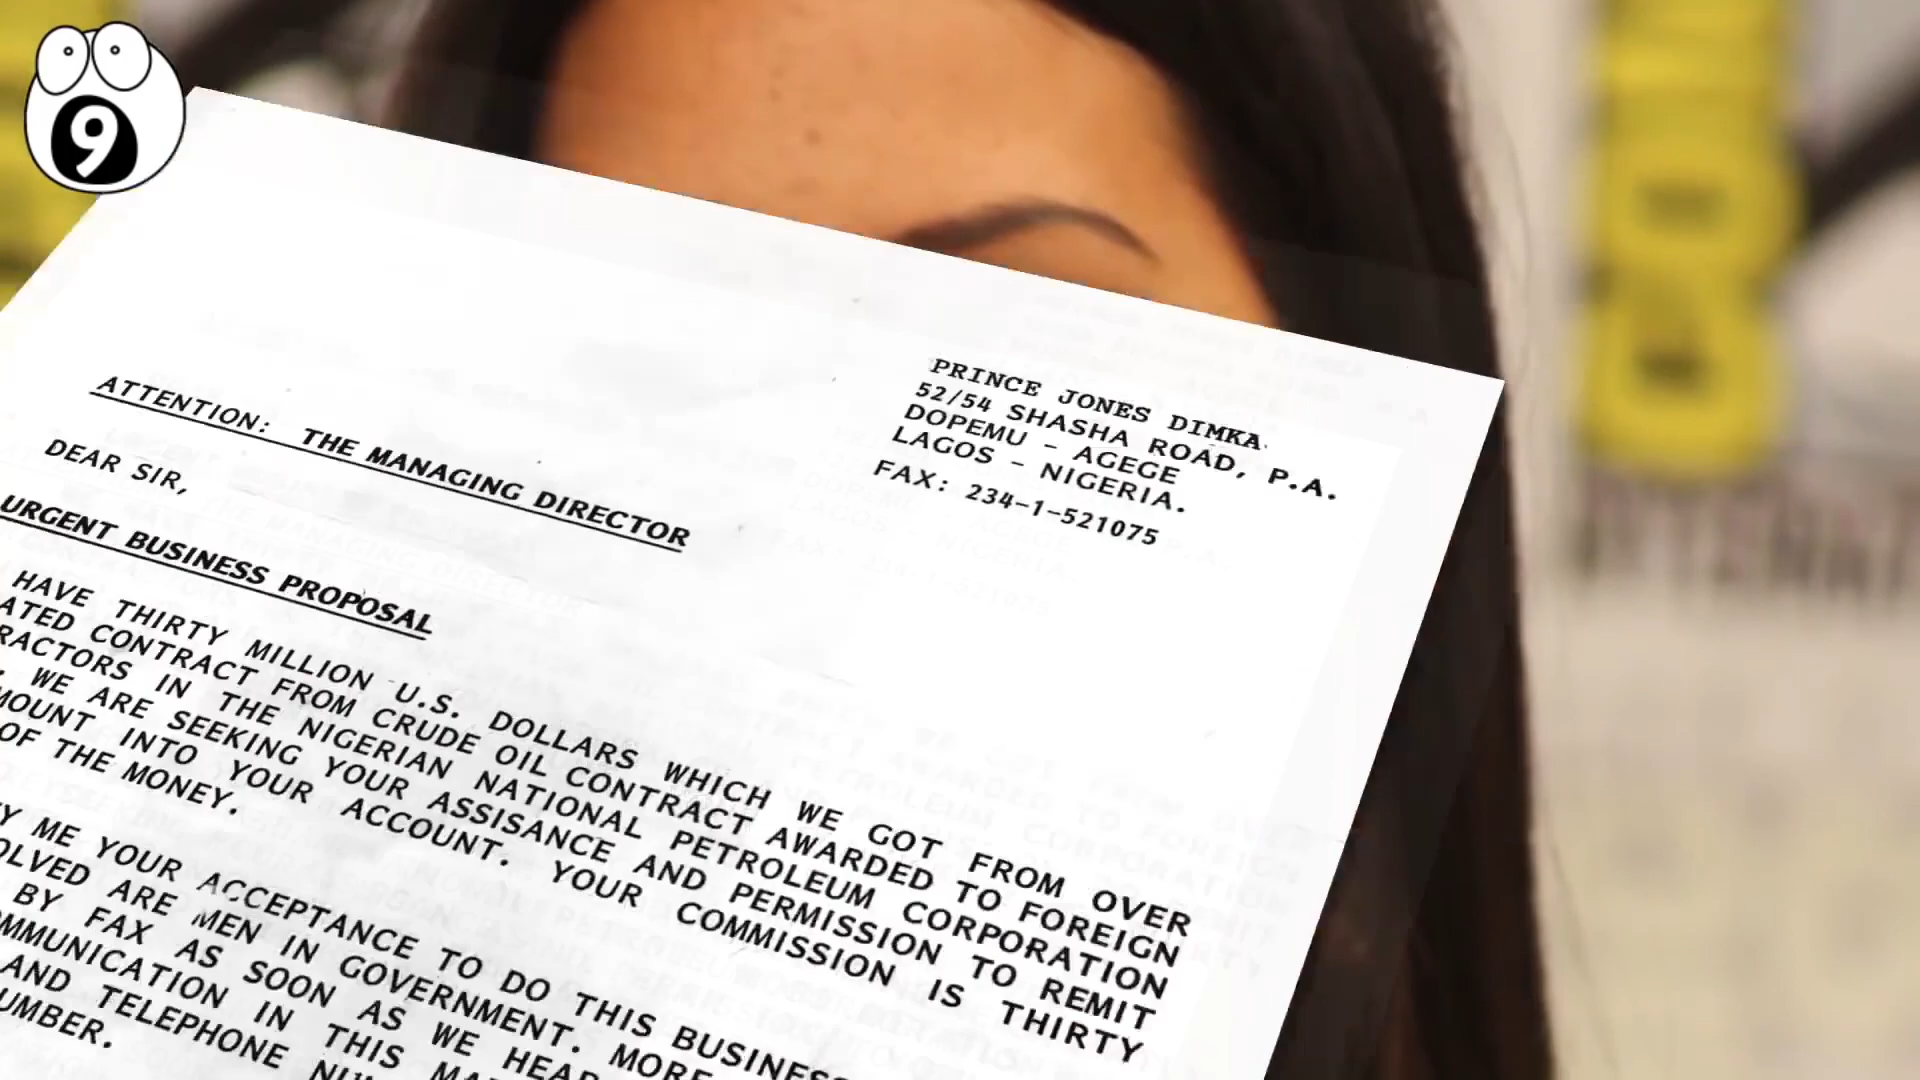 9
PRINCE JONES DIMKA
52/54 SHASHA ROAD, P.A.
DOPEMU - AGEGE
LAGOS - NIGERIA.
FAX: 234-1-521075
ATTENTION: THE MANAGING DIRECTOR
DEAR SIR,
URGENT BUSINESS PROPOSAL
HAVE THIRTY MILLION U.S. DOLLARS WHICH WE GOT FROM OVER
ATED CONTRACT FROM CRUDE OIL CONTRACT AWARDED TO FOREIGN
RACTORS IN THE NIGERIAN NATIONAL PETROLEUM CORPORATION
WE ARE SEEKING YOUR ASSISANCE AND PERMISSION TO REMIT
MOUNT INTO YOUR ACCOUNT. YOUR COMMISSION IS THIRTY
OF THE MONEY.
Y ME YOUR ACCEPTANCE TO DO THIS BUSINESS
OLVED ARE MEN IN GOVERNMENT. MORE
BY FAX AS SOON AS WE HEAR
MMUNICATION IN THIS MA
AND TELEPHONE NU
UMBER.